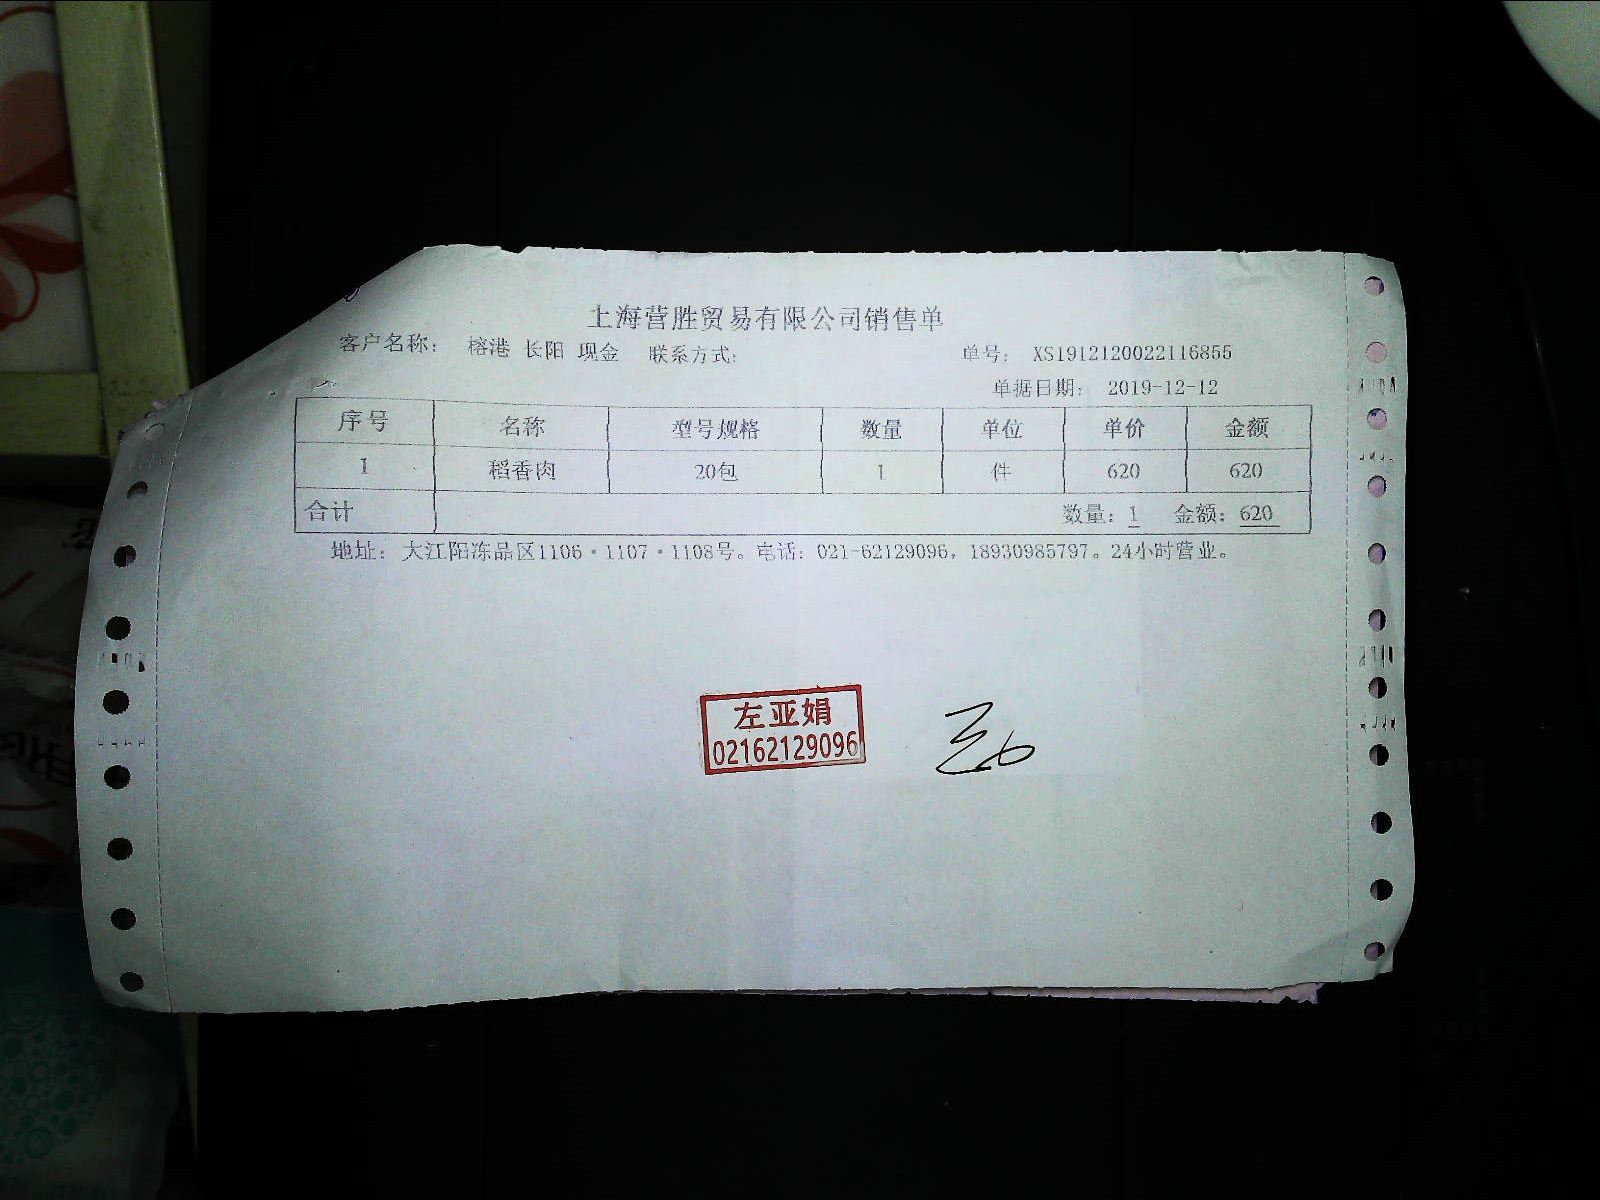 上海营胜贸易有限公司销售单
客户名称： 榕港 长阳 现金 联系方式： 单号： XS1912120022116855
单据日期： 2019-12-12
序号 名称 型号规格 数量 单位 单价 金额
1 稻香肉 20包 1 件 620 620
合计 数量：1 金额：620
地址： 大江阳冻品区1106·1107·1108号。电话：021-62129096，18930985797。24小时营业。
左亚娟
02162129096